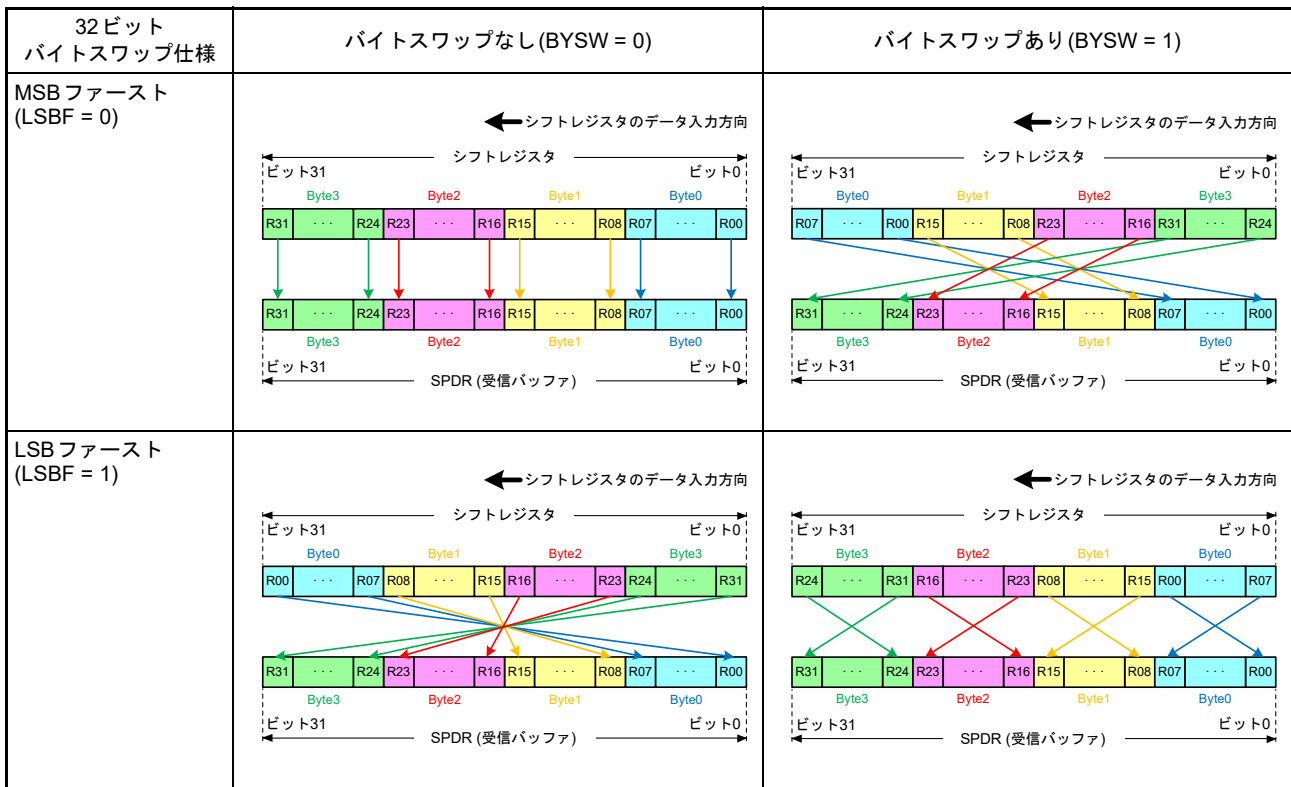 32ビット
バイトスワップ仕様
バイトスワップなし(BYSW = 0)
バイトスワップあり(BYSW = 1)
MSBファースト
(LSBF = 0)
シフトレジスタのデータ入力方向
シフトレジスタ
ビット31 ビット0
Byte3 Byte2 Byte1 Byte0
R31 ··· R24 R23 ··· R16 R15 ··· R08 R07 ··· R00
R31 ··· R24 R23 ··· R16 R15 ··· R08 R07 ··· R00
Byte3 Byte2 Byte1 Byte0
ビット31 ビット0
SPDR (受信バッファ)
シフトレジスタのデータ入力方向
シフトレジスタ
ビット31 ビット0
Byte0 Byte1 Byte2 Byte3
R07 ··· R00 R15 ··· R08 R23 ··· R16 R31 ··· R24
R31 ··· R24 R23 ··· R16 R15 ··· R08 R07 ··· R00
Byte3 Byte2 Byte1 Byte0
ビット31 ビット0
SPDR (受信バッファ)
LSBファースト
(LSBF = 1)
シフトレジスタのデータ入力方向
シフトレジスタ
ビット31 ビット0
Byte0 Byte1 Byte2 Byte3
R00 ··· R07 R08 ··· R15 R16 ··· R23 R24 ··· R31
R31 ··· R24 R23 ··· R16 R15 ··· R08 R07 ··· R00
Byte3 Byte2 Byte1 Byte0
ビット31 ビット0
SPDR (受信バッファ)
シフトレジスタのデータ入力方向
シフトレジスタ
ビット31 ビット0
Byte3 Byte2 Byte1 Byte0
R24 ··· R31 R16 ··· R23 R08 ··· R15 R00 ··· R07
R31 ··· R24 R23 ··· R16 R15 ··· R08 R07 ··· R00
Byte3 Byte2 Byte1 Byte0
ビット31 ビット0
SPDR (受信バッファ)